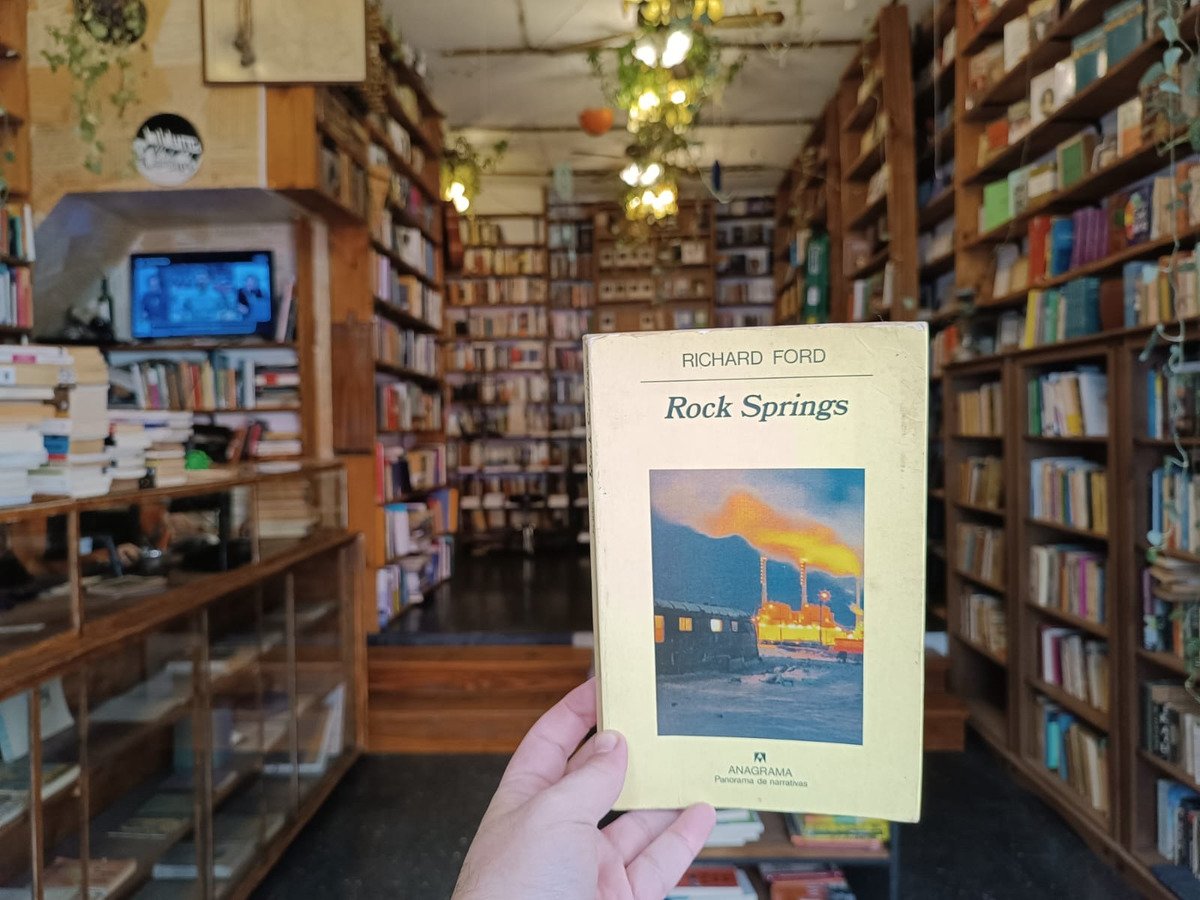 RICHARD FORD
Rock Springs
ANAGRAMA
Panorama de narrativas